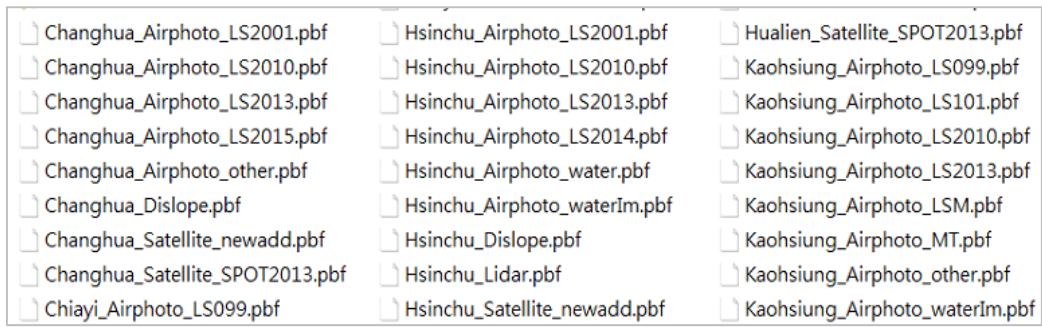 Changhua_Airphoto_LS2001.pbf
Changhua_Airphoto_LS2010.pbf
Changhua_Airphoto_LS2013.pbf
Changhua_Airphoto_LS2015.pbf
Changhua_Airphoto_other.pbf
Changhua_Dislope.pbf
Changhua_Satellite_newadd.pbf
Changhua_Satellite_SPOT2013.pbf
Chiayi_Airphoto_LS099.pbf
Hsinchu_Airphoto_LS2001.pbf
Hsinchu_Airphoto_LS2010.pbf
Hsinchu_Airphoto_LS2013.pbf
Hsinchu_Airphoto_LS2014.pbf
Hsinchu_Airphoto_water.pbf
Hsinchu_Airphoto_waterIm.pbf
Hsinchu_Dislope.pbf
Hsinchu_Lidar.pbf
Hsinchu_Satellite_newadd.pbf
Hualien_Satellite_SPOT2013.pbf
Kaohsiung_Airphoto_LS099.pbf
Kaohsiung_Airphoto_LS101.pbf
Kaohsiung_Airphoto_LS2010.pbf
Kaohsiung_Airphoto_LS2013.pbf
Kaohsiung_Airphoto_LSM.pbf
Kaohsiung_Airphoto_MT.pbf
Kaohsiung_Airphoto_other.pbf
Kaohsiung_Airphoto_waterIm.pbf